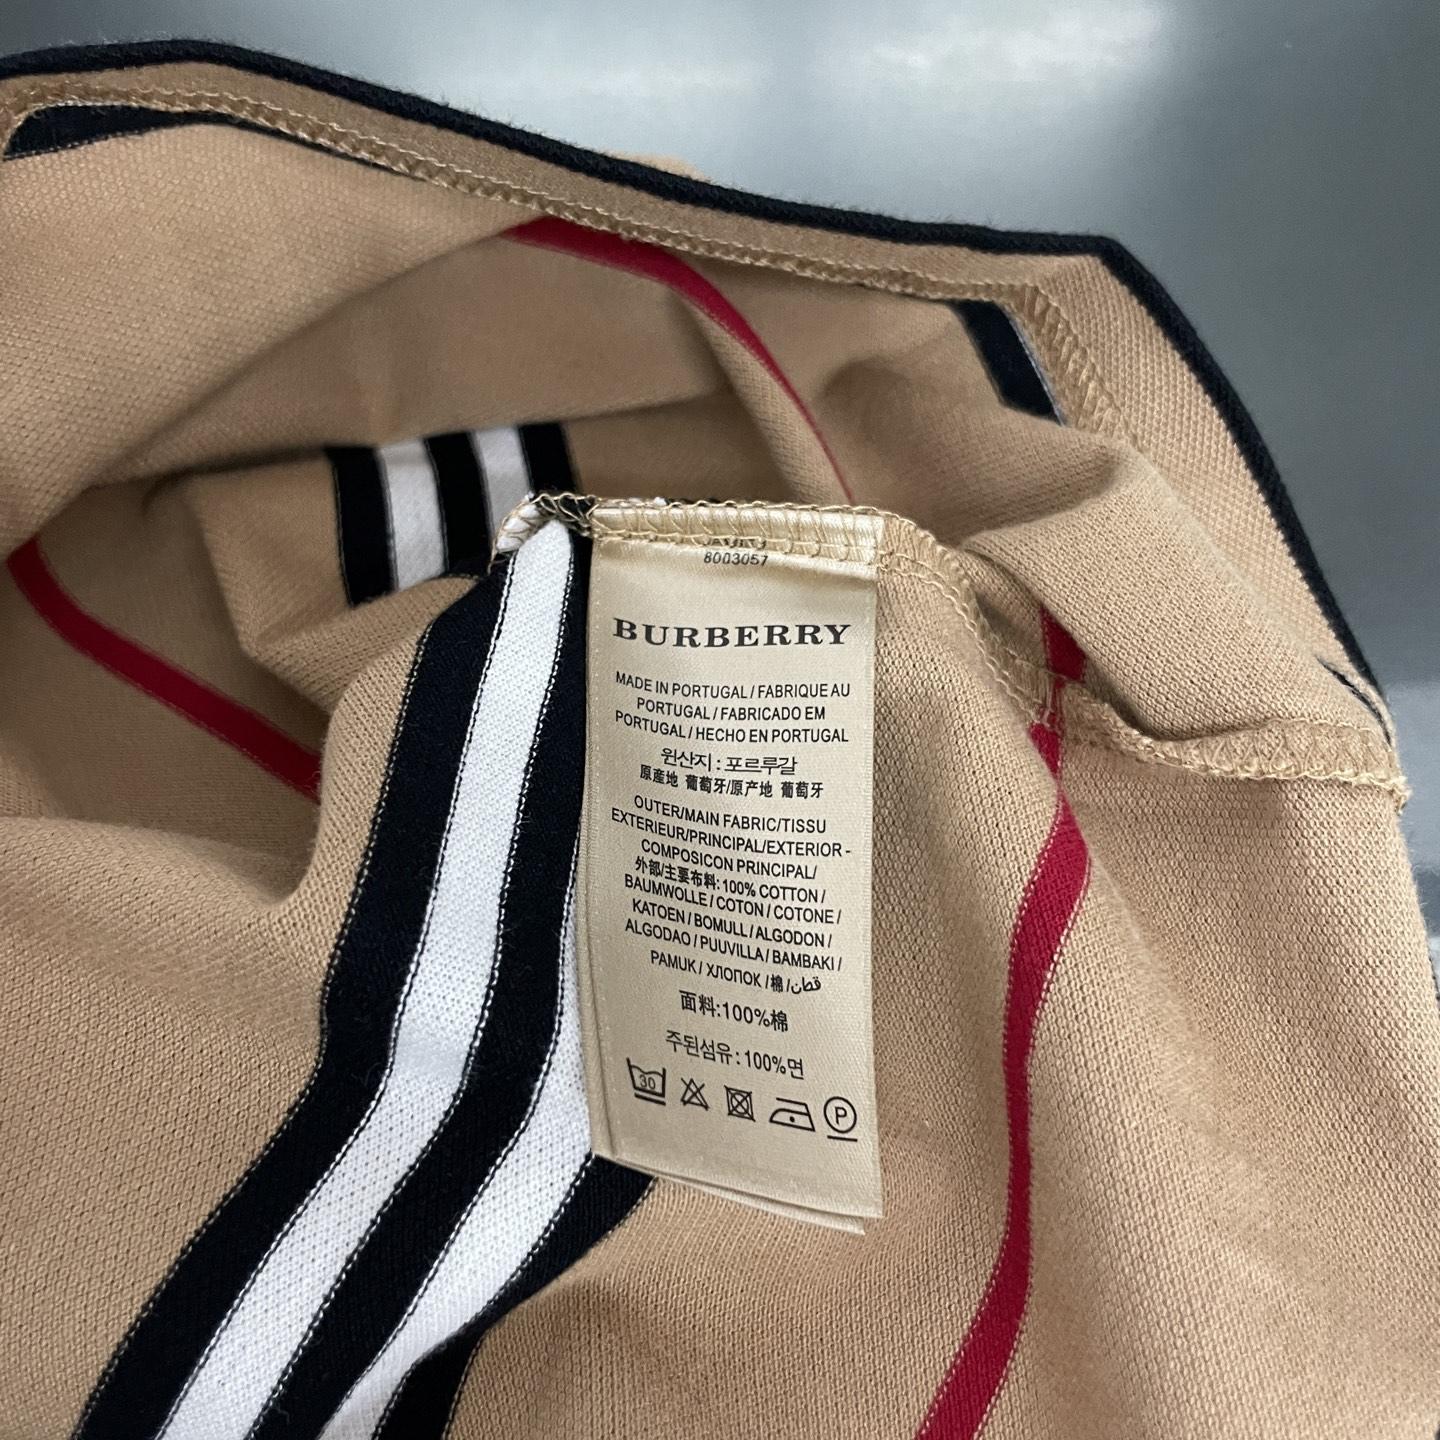 8003057
BURBERRY
MADE IN PORTUGAL / FABRIQUE AU
PORTUGAL / FABRICADO EM
PORTUGAL / HECHO EN PORTUGAL
원산지 : 포르투갈
原産地 葡萄牙/原产地 葡萄牙
OUTER/MAIN FABRIC/TISSU
EXTERIEUR/PRINCIPAL/EXTERIOR -
COMPOSICON PRINCIPAL/
外部/主要布料: 100% COTTON /
BAUMWOLLE / COTON / COTONE /
KATOEN / BOMULL / ALGODON /
ALGODAO / PUUVILLA / BAMBAKI /
PAMUK / ХЛОПОК /棉/قطن
面料:100%棉
주된섬유 : 100%면
30
P